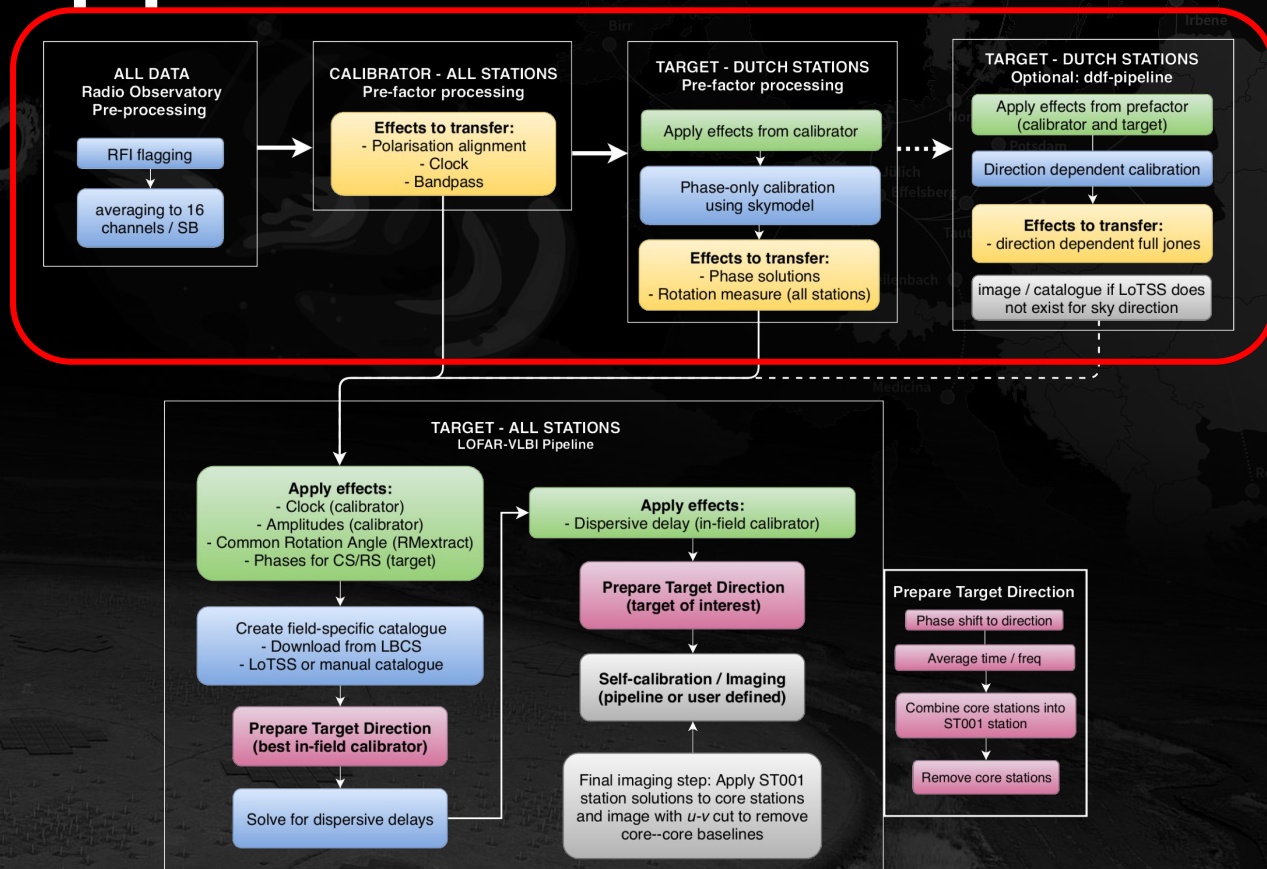 ALL DATA
Radio Observatory
Pre-processing
RFI flagging
averaging to 16
channels / SB
CALIBRATOR - ALL STATIONS
Pre-factor processing
Effects to transfer:
- Polarisation alignment
- Clock
- Bandpass
TARGET - DUTCH STATIONS
Pre-factor processing
Apply effects from calibrator
Phase-only calibration
using skymodel
Effects to transfer:
- Phase solutions
- Rotation measure (all stations)
TARGET - DUTCH STATIONS
Optional: ddf-pipeline
Apply effects from prefactor
(calibrator and target)
Direction dependent calibration
Effects to transfer:
- direction dependent full jones
image / catalogue if LoTSS does
not exist for sky direction
Birr
Irbene
Potsdam
Jülich
Effelsberg
Medicina
TARGET - ALL STATIONS
LOFAR-VLBI Pipeline
Apply effects:
- Clock (calibrator)
- Amplitudes (calibrator)
- Common Rotation Angle (RMextract)
- Phases for CS/RS (target)
Create field-specific catalogue
- Download from LBCS
- LoTSS or manual catalogue
Prepare Target Direction
(best in-field calibrator)
Solve for dispersive delays
Apply effects:
- Dispersive delay (in-field calibrator)
Prepare Target Direction
(target of interest)
Self-calibration / Imaging
(pipeline or user defined)
Final imaging step: Apply ST001
station solutions to core stations
and image with u-v cut to remove
core--core baselines
Prepare Target Direction
Phase shift to direction
Average time / freq
Combine core stations into
ST001 station
Remove core stations